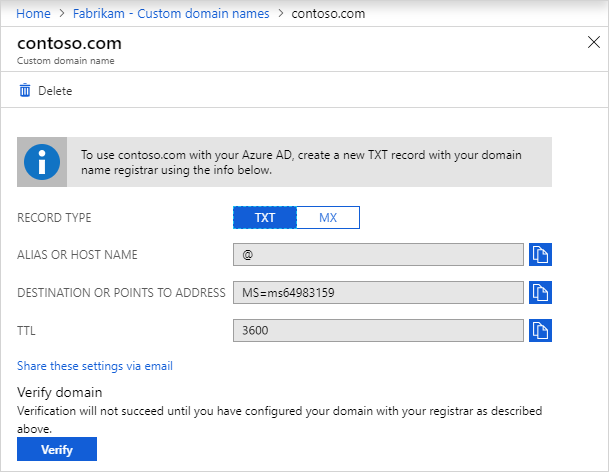 Home > Fabrikam - Custom domain names > contoso.com
contoso.com
Custom domain name
Delete
To use contoso.com with your Azure AD, create a new TXT record with your domain
name registrar using the info below.
RECORD TYPE TXT MX
ALIAS OR HOST NAME @
DESTINATION OR POINTS TO ADDRESS MS=ms64983159
TTL 3600
Share these settings via email
Verify domain
Verification will not succeed until you have configured your domain with your registrar as described
above.
Verify